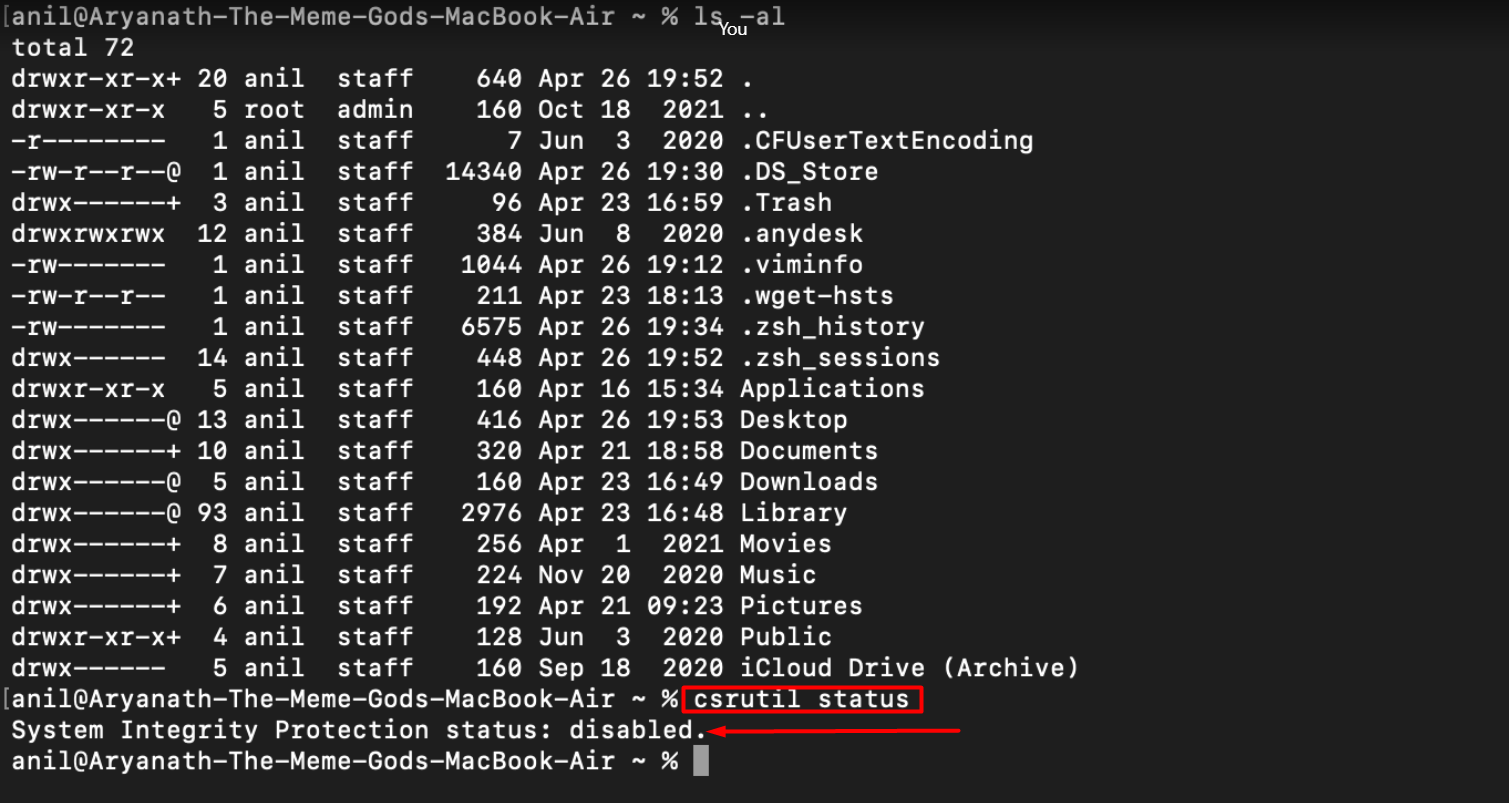 [anil@Aryanath-The-Meme-Gods-MacBook-Air ~ % ls -al
You
total 72
drwxr-xr-x+ 20 anil  staff    640 Apr 26 19:52 .
drwxr-xr-x   5 root  admin    160 Oct 18  2021 ..
-r--------   1 anil  staff      7 Jun  3  2020 .CFUserTextEncoding
-rw-r--r--@  1 anil  staff  14340 Apr 26 19:30 .DS_Store
drwx------+  3 anil  staff     96 Apr 23 16:59 .Trash
drwxrwxrwx  12 anil  staff    384 Jun  8  2020 .anydesk
-rw-------   1 anil  staff   1044 Apr 26 19:12 .viminfo
-rw-r--r--   1 anil  staff    211 Apr 23 18:13 .wget-hsts
-rw-------   1 anil  staff   6575 Apr 26 19:34 .zsh_history
drwx------  14 anil  staff    448 Apr 26 19:52 .zsh_sessions
drwxr-xr-x   5 anil  staff    160 Apr 16 15:34 Applications
drwx------@ 13 anil  staff    416 Apr 26 19:53 Desktop
drwx------+ 10 anil  staff    320 Apr 21 18:58 Documents
drwx------@  5 anil  staff    160 Apr 23 16:49 Downloads
drwx------@ 93 anil  staff   2976 Apr 23 16:48 Library
drwx------+  8 anil  staff    256 Apr  1  2021 Movies
drwx------+  7 anil  staff    224 Nov 20  2020 Music
drwx------+  6 anil  staff    192 Apr 21 09:23 Pictures
drwxr-xr-x+  4 anil  staff    128 Jun  3  2020 Public
drwx------   5 anil  staff    160 Sep 18  2020 iCloud Drive (Archive)
[anil@Aryanath-The-Meme-Gods-MacBook-Air ~ % csrutil status
System Integrity Protection status: disabled.
anil@Aryanath-The-Meme-Gods-MacBook-Air ~ %